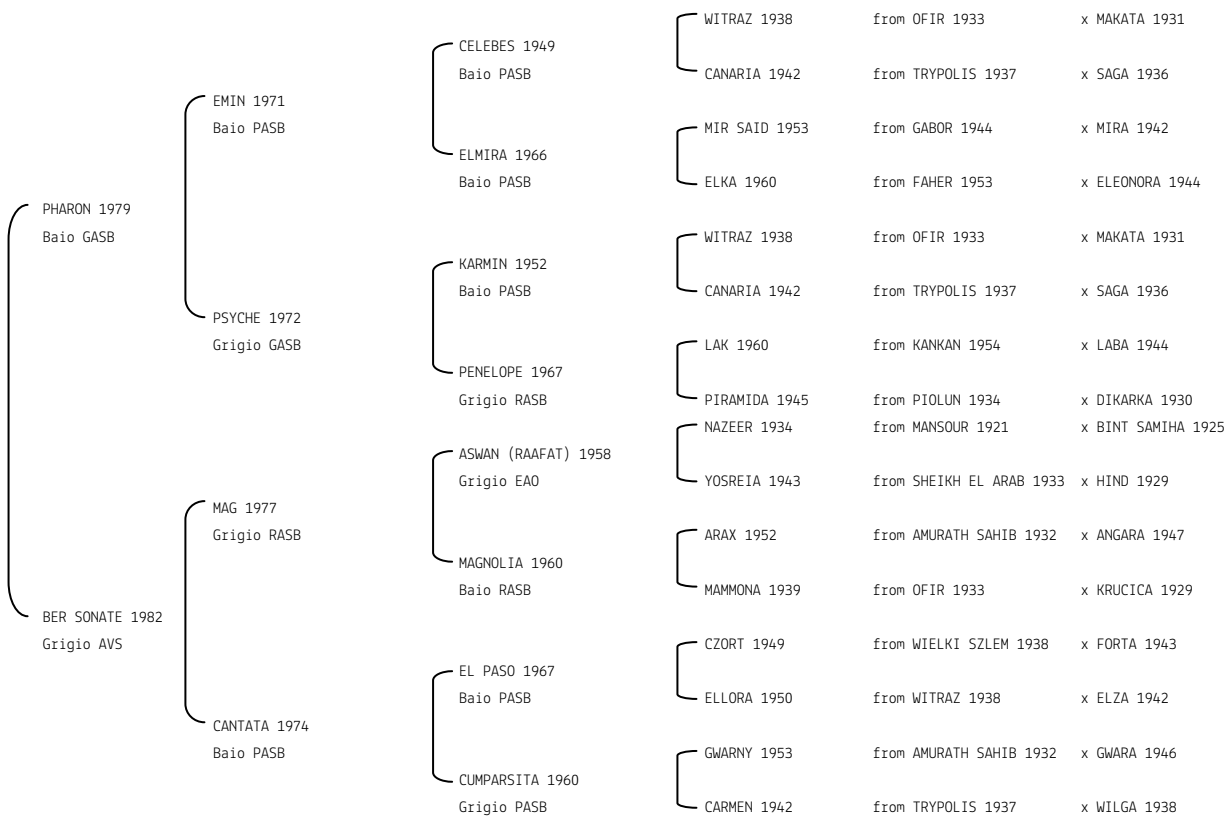 WITRAZ 1938 from OFIR 1933 x MAKATA 1931
CELEBES 1949
Baio PASB
CANARIA 1942 from TRYPOLIS 1937 x SAGA 1936
EMIN 1971
Baio PASB
MIR SAID 1953 from GABOR 1944 x MIRA 1942
ELMIRA 1966
Baio PASB
ELKA 1960 from FAHER 1953 x ELEONORA 1944
PHARON 1979
Baio GASB
WITRAZ 1938 from OFIR 1933 x MAKATA 1931
KARMIN 1952
Baio PASB
CANARIA 1942 from TRYPOLIS 1937 x SAGA 1936
PSYCHE 1972
Grigio GASB
LAK 1960 from KANKAN 1954 x LABA 1944
PENELOPE 1967
Grigio RASB
PIRAMIDA 1945 from PIOLUN 1934 x DIKARKA 1930
NAZEER 1934 from MANSOUR 1921 x BINT SAMIHA 1925
ASWAN (RAAFAT) 1958
Grigio EAO
YOSREIA 1943 from SHEIKH EL ARAB 1933 x HIND 1929
MAG 1977
Grigio RASB
ARAX 1952 from AMURATH SAHIB 1932 x ANGARA 1947
MAGNOLIA 1960
Baio RASB
MAMMONA 1939 from OFIR 1933 x KRUCICA 1929
BER SONATE 1982
Grigio AVS
CZORT 1949 from WIELKI SZLEM 1938 x FORTA 1943
EL PASO 1967
Baio PASB
ELLORA 1950 from WITRAZ 1938 x ELZA 1942
CANTATA 1974
Baio PASB
GWARNY 1953 from AMURATH SAHIB 1932 x GWARA 1946
CUMPARSITA 1960
Grigio PASB
CARMEN 1942 from TRYPOLIS 1937 x WILGA 1938